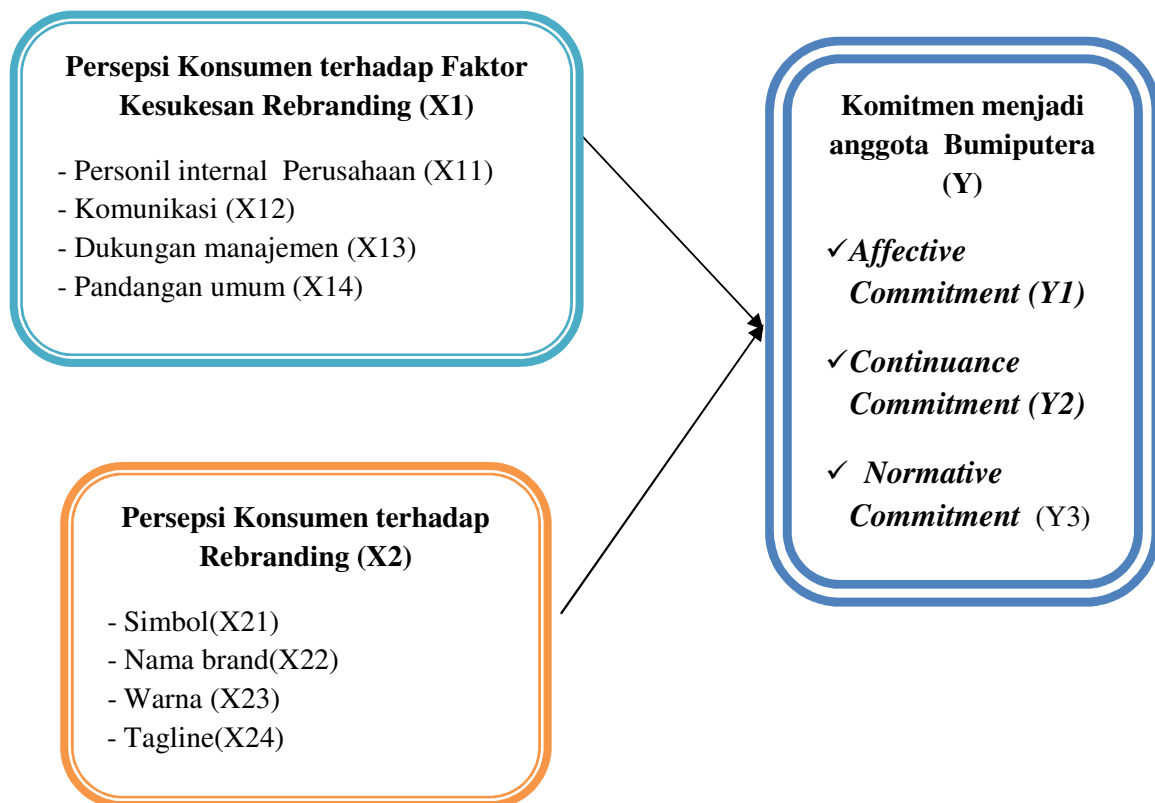 Persepsi Konsumen terhadap Faktor
Kesuksesan Rebranding (X1)
- Personil internal  Perusahaan (X11)
- Komunikasi (X12)
- Dukungan manajemen (X13)
- Pandangan umum (X14)
Persepsi Konsumen terhadap
Rebranding (X2)
- Simbol(X21)
- Nama brand(X22)
- Warna (X23)
- Tagline(X24)
Komitmen menjadi
anggota  Bumiputera
(Y)
✓Affective
Commitment (Y1)
✓Continuance
Commitment (Y2)
✓ Normative
Commitment  (Y3)